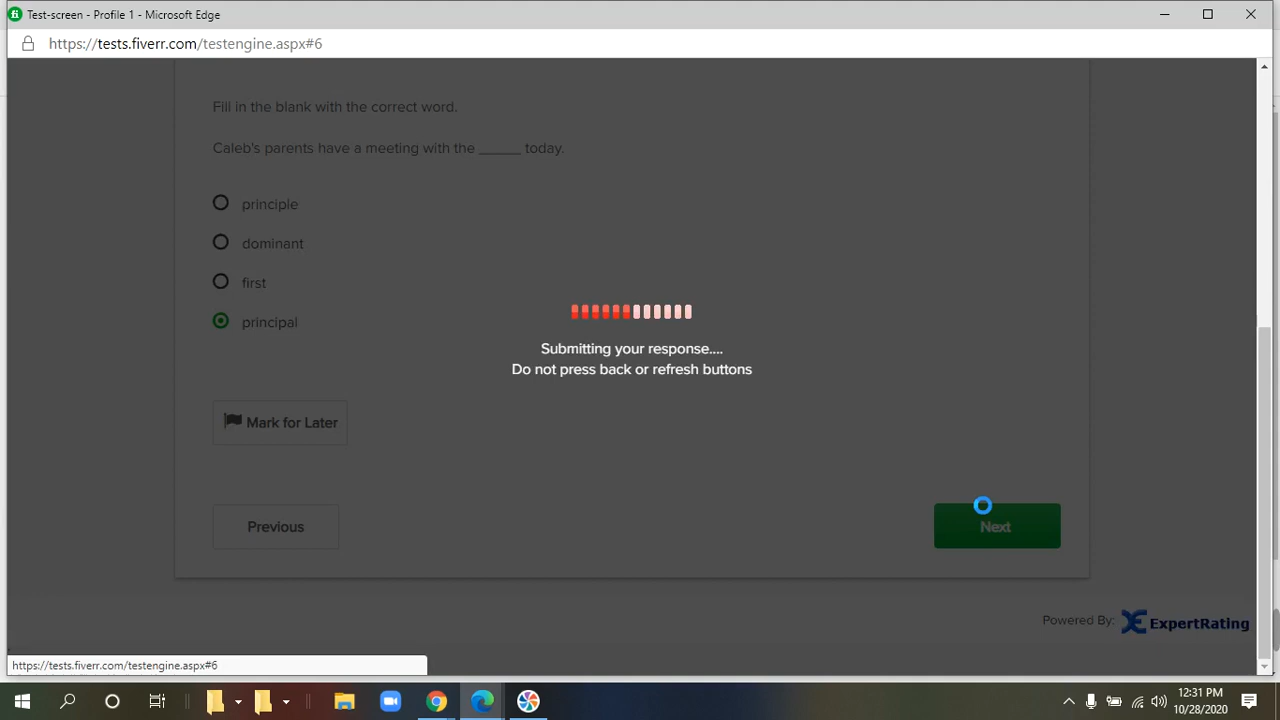 Test-screen - Profile 1 - Microsoft Edge
https://tests.fiverr.com/testengine.aspx#6
Fill in the blank with the correct word.
Caleb's parents have a meeting with the _____ today.
principle
dominant
first
principal
Submitting your response....
Do not press back or refresh buttons
Mark for Later
Previous
Next
Powered By: ExpertRating
https://tests.fiverr.com/testengine.aspx#6
12:31 PM
10/28/2020